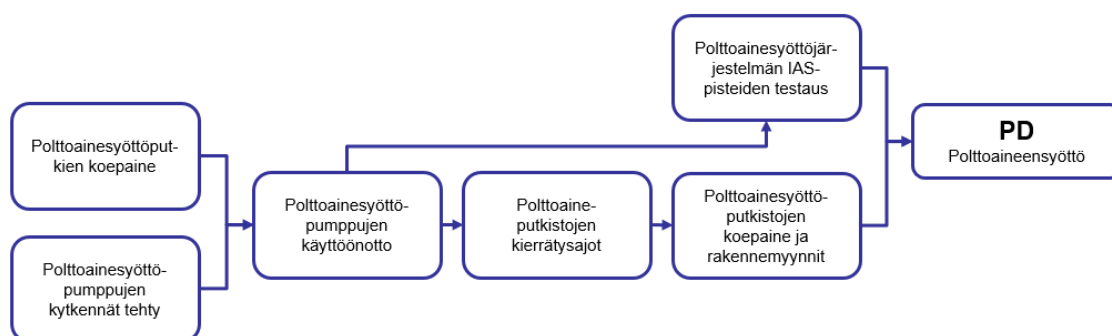 Polttoainesyöttöput-
kien koepaine
Polttoainesyöttö-
pumppujen
kytkennät tehty
Polttoainesyöttö-
pumppujen
käyttöönotto
Polttoaine-
putkistojen
kierrätysajot
Polttoainesyöttöjär-
jestelmän IAS-
pisteiden testaus
Polttoainesyöttö-
putkistojen
koepaine ja
rakennemyynnit
PD
Polttoaineensyöttö